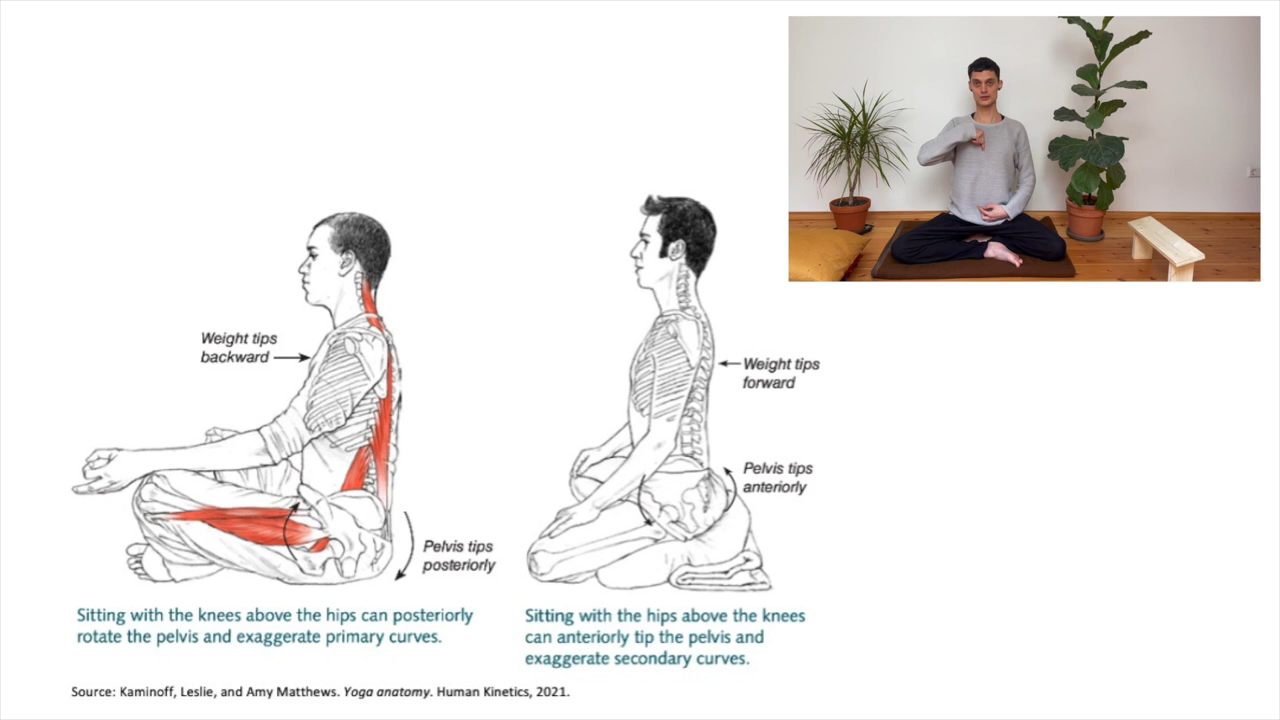 Weight tips
backward
Pelvis tips
posteriorly
Sitting with the knees above the hips can posteriorly
rotate the pelvis and exaggerate primary curves.
Weight tips
forward
Pelvis tips
anteriorly
Sitting with the hips above the knees
can anteriorly tip the pelvis and
exaggerate secondary curves.
Source: Kaminoff, Leslie, and Amy Matthews. Yoga anatomy. Human Kinetics, 2021.